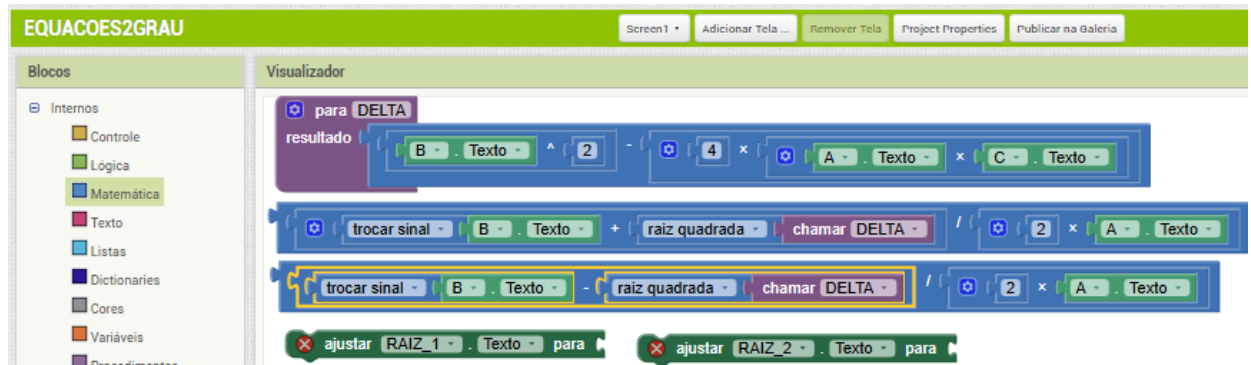 EQUACOES2GRAU
Screen1
Adicionar Tela ...
Remover Tela
Project Properties
Publicar na Galeria
Blocos
Visualizador
Internos
Controle
Lógica
Matemática
Texto
Listas
Dictionaries
Cores
Variáveis
Procedimentos
para DELTA
resultado B . Texto ^ 2 - 4 × A . Texto × C . Texto
trocar sinal B . Texto + raiz quadrada chamar DELTA / 2 × A . Texto
trocar sinal B . Texto - raiz quadrada chamar DELTA / 2 × A . Texto
ajustar RAIZ_1 . Texto para
ajustar RAIZ_2 . Texto para